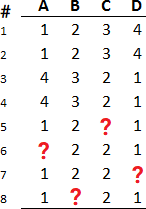 # A B C D
1 1 2 3 4
2 1 2 3 4
3 4 3 2 1
4 4 3 2 1
5 1 2 ? 1
6 ? 2 2 1
7 1 2 2 ?
8 1 ? 2 1